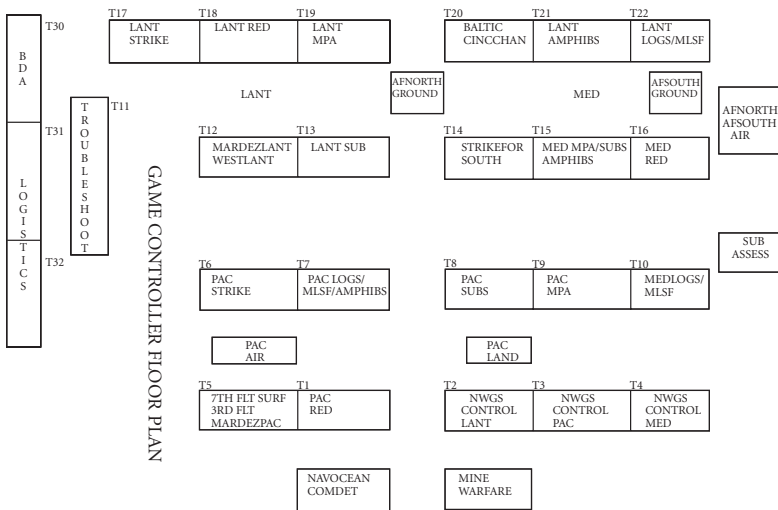 T17 T18 T19 T20 T21 T22
LANT STRIKE
LANT RED
LANT MPA
BALTIC CINCCHAN
LANT AMPHIBS
LANT LOGS/MLSF
T30
BDA
LANT
AFNORTH GROUND
MED
AFSOUTH GROUND
AFNORTH
AFSOUTH
AIR
T11
TROUBLESHOOT
T31
LOGISTICS
T32
T12 T13 T14 T15 T16
MARDEZLANT
WESTLANT
LANT SUB
STRIKEFOR
SOUTH
MED MPA/SUBS
AMPHIBS
MED
RED
GAME CONTROLLER FLOOR PLAN
SUB
ASSESS
T6 T7 T8 T9 T10
PAC
STRIKE
PAC LOGS/
MLSF/AMPHIBS
PAC
SUBS
PAC
MPA
MEDLOGS/
MLSF
PAC
AIR
PAC
LAND
T5 T1 T2 T3 T4
7TH FLT SURF
3RD FLT
MARDEZPAC
PAC
RED
NWGS
CONTROL
LANT
NWGS
CONTROL
PAC
NWGS
CONTROL
MED
NAVOCEAN
COMDET
MINE
WARFARE